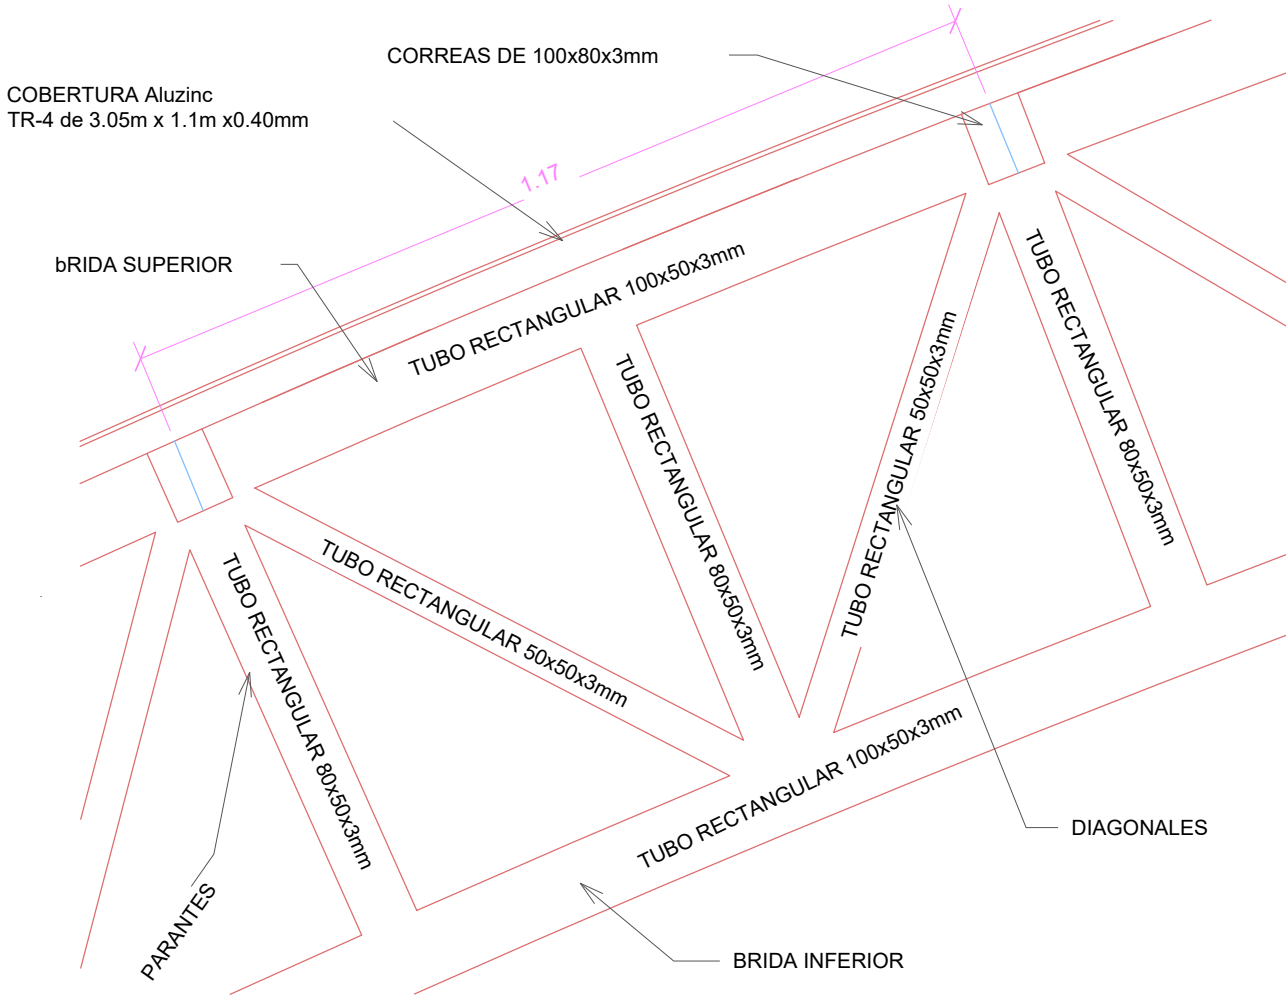 CORREAS DE 100x80x3mm
COBERTURA Aluzinc
TR-4 de 3.05m x 1.1m x0.40mm
1.17
bRIDA SUPERIOR
TUBO RECTANGULAR 100x50x3mm
TUBO RECTANGULAR 80x50x3mm
TUBO RECTANGULAR 50x50x3mm
TUBO RECTANGULAR 80x50x3mm
TUBO RECTANGULAR 50x50x3mm
TUBO RECTANGULAR 80x50x3mm
TUBO RECTANGULAR 100x50x3mm
DIAGONALES
PARANTES
BRIDA INFERIOR